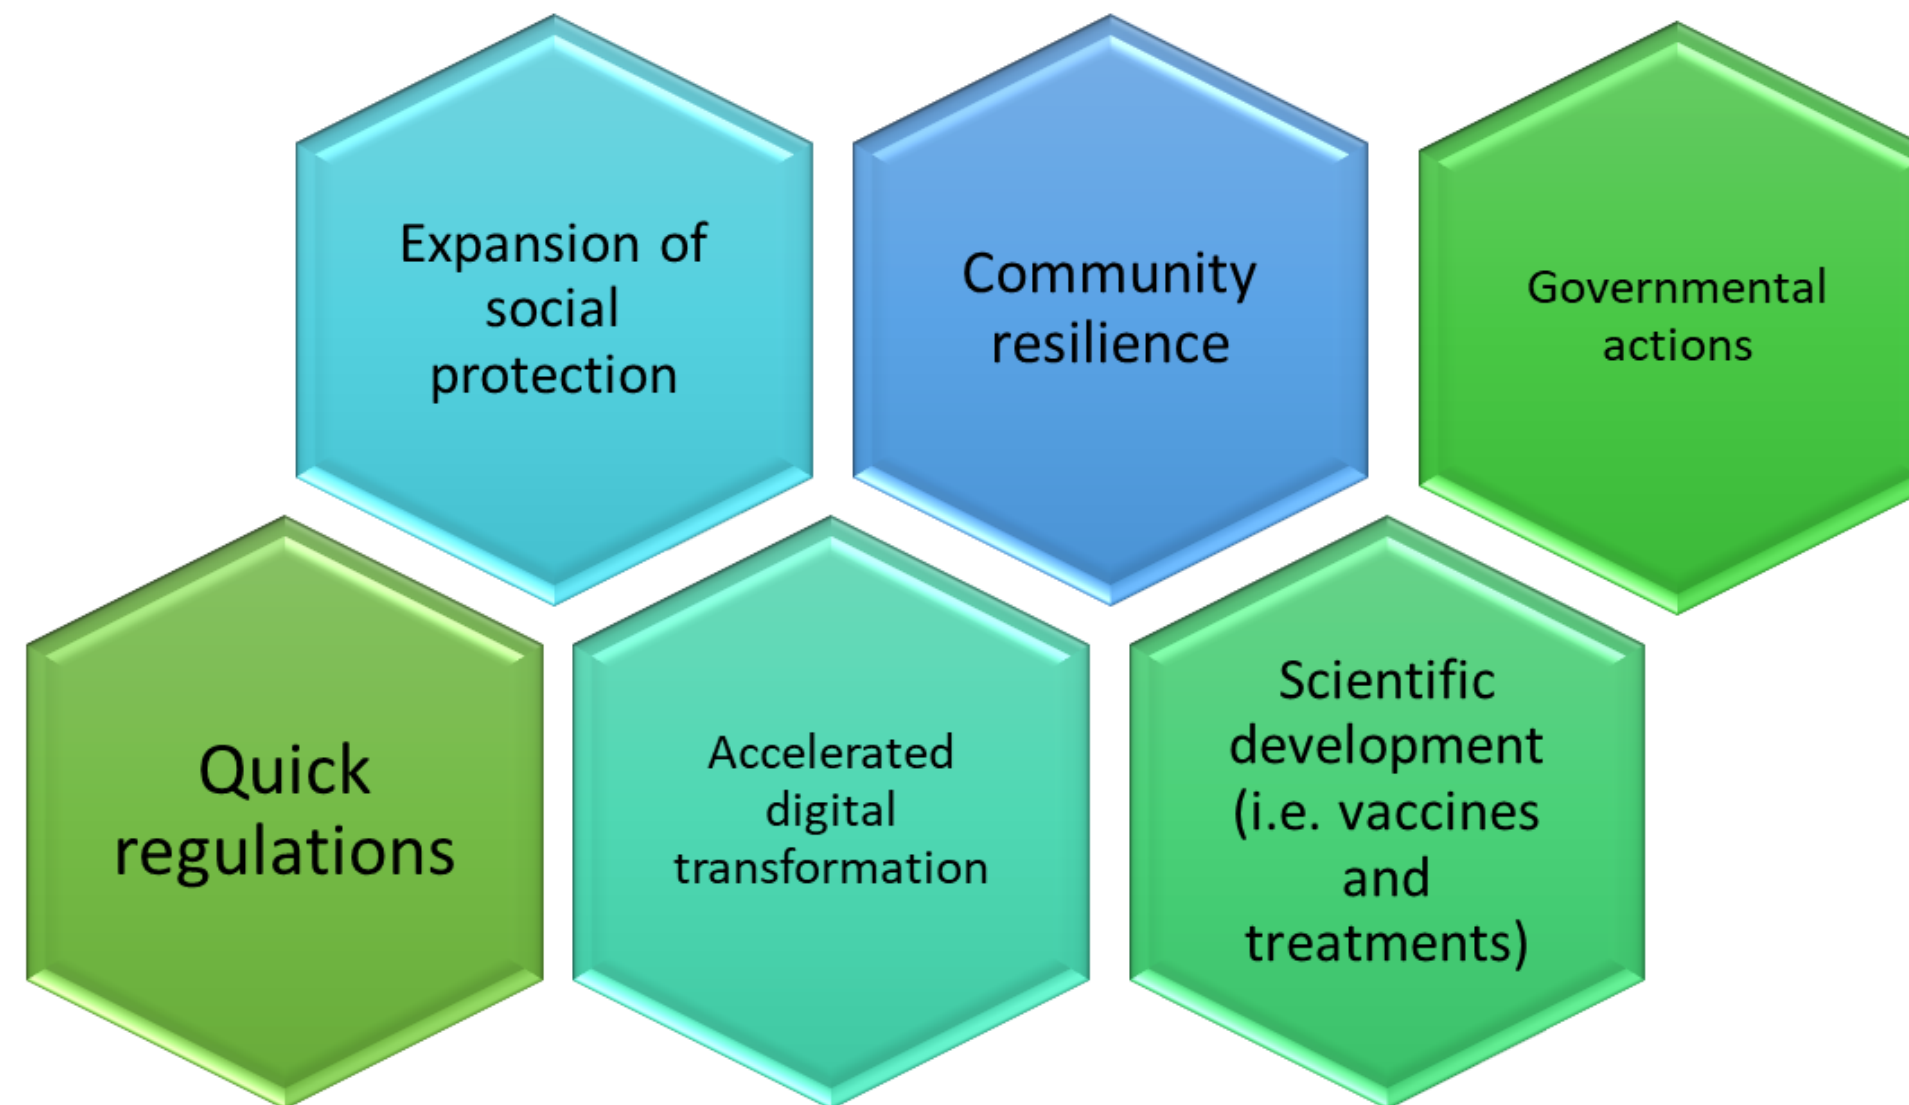 Expansion of
social
protection
Community
resilience
Governmental
actions
Quick
regulations
Accelerated
digital
transformation
Scientific
development
(i.e. vaccines
and
treatments)